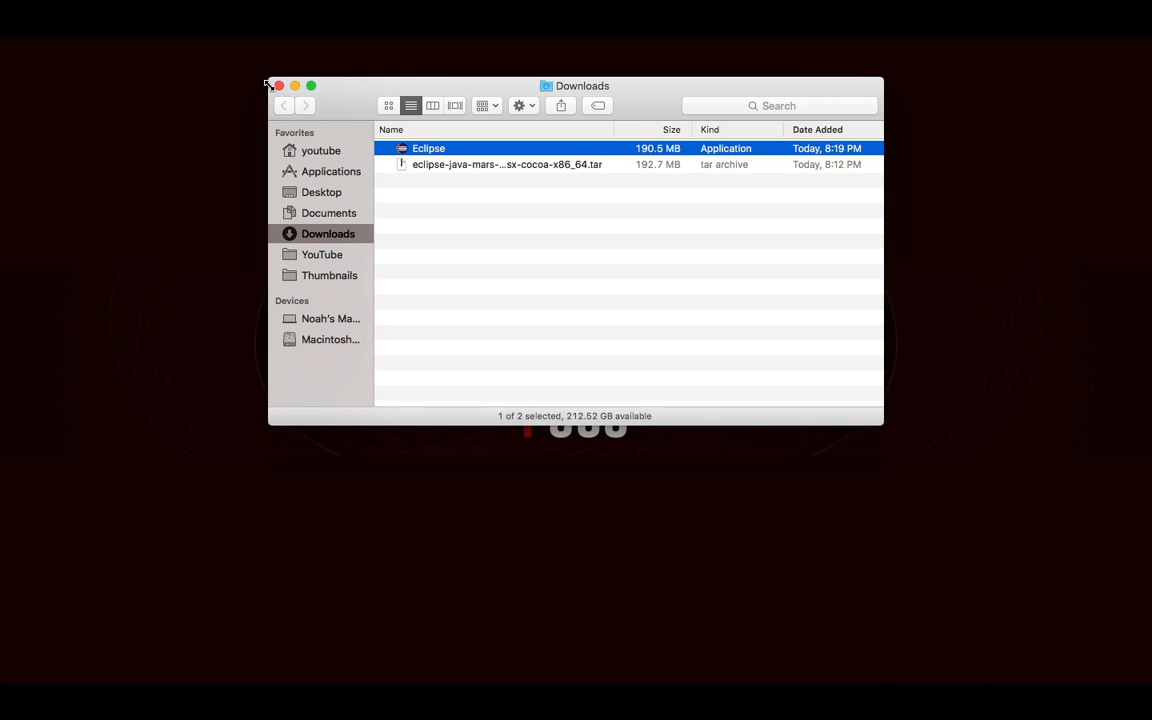 Downloads
Search
Favorites
youtube
Applications
Desktop
Documents
Downloads
YouTube
Thumbnails
Devices
Noah's Ma...
Macintosh...
Name Size Kind Date Added
Eclipse 190.5 MB Application Today, 8:19 PM
eclipse-java-mars-...sx-cocoa-x86_64.tar 192.7 MB tar archive Today, 8:12 PM
1 of 2 selected, 212.52 GB available